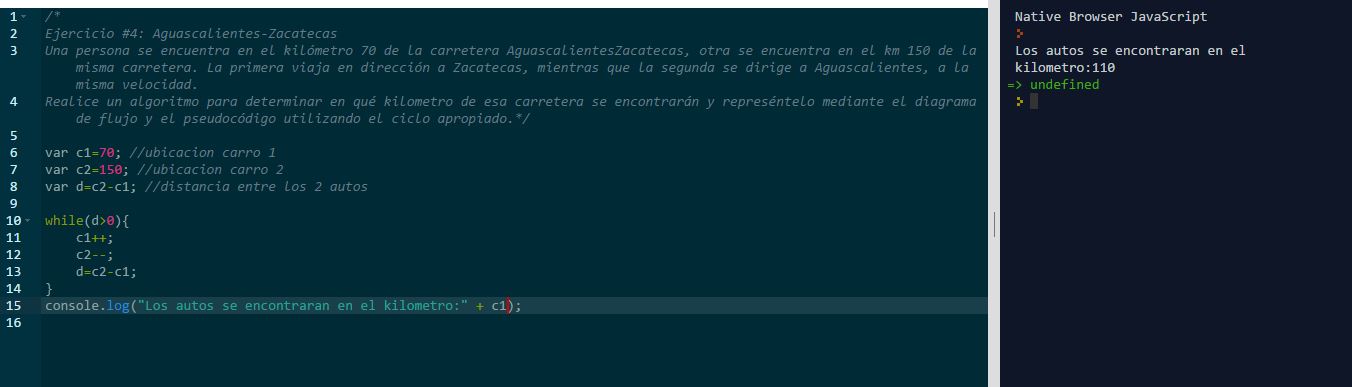 1 /*
2 Ejercicio #4: Aguascalientes-Zacatecas
3 Una persona se encuentra en el kilómetro 70 de la carretera AguascalientesZacatecas, otra se encuentra en el km 150 de la
misma carretera. La primera viaja en dirección a Zacatecas, mientras que la segunda se dirige a Aguascalientes, a la
misma velocidad.
4 Realice un algoritmo para determinar en qué kilometro de esa carretera se encontrarán y represéntelo mediante el diagrama
de flujo y el pseudocódigo utilizando el ciclo apropiado.*/
5
6 var c1=70; //ubicacion carro 1
7 var c2=150; //ubicacion carro 2
8 var d=c2-c1; //distancia entre los 2 autos
9
10 while(d>0){
11 c1++;
12 c2--;
13 d=c2-c1;
14 }
15 console.log("Los autos se encontraran en el kilometro:" + c1);
16
Native Browser JavaScript
Los autos se encontraran en el
kilometro:110
=> undefined